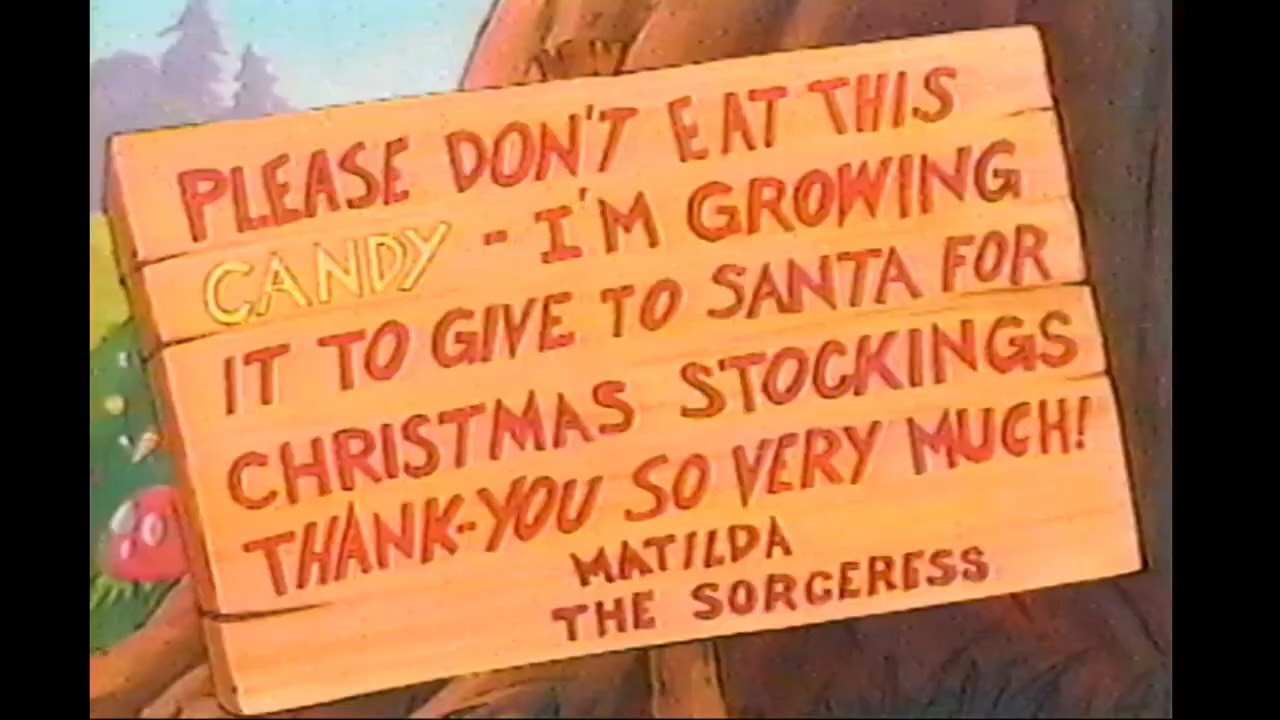 PLEASE DON'T EAT THIS
CANDY - I'M GROWING
IT TO GIVE TO SANTA FOR
CHRISTMAS STOCKINGS
THANK-YOU SO VERY MUCH!
MATILDA
THE SORCERESS